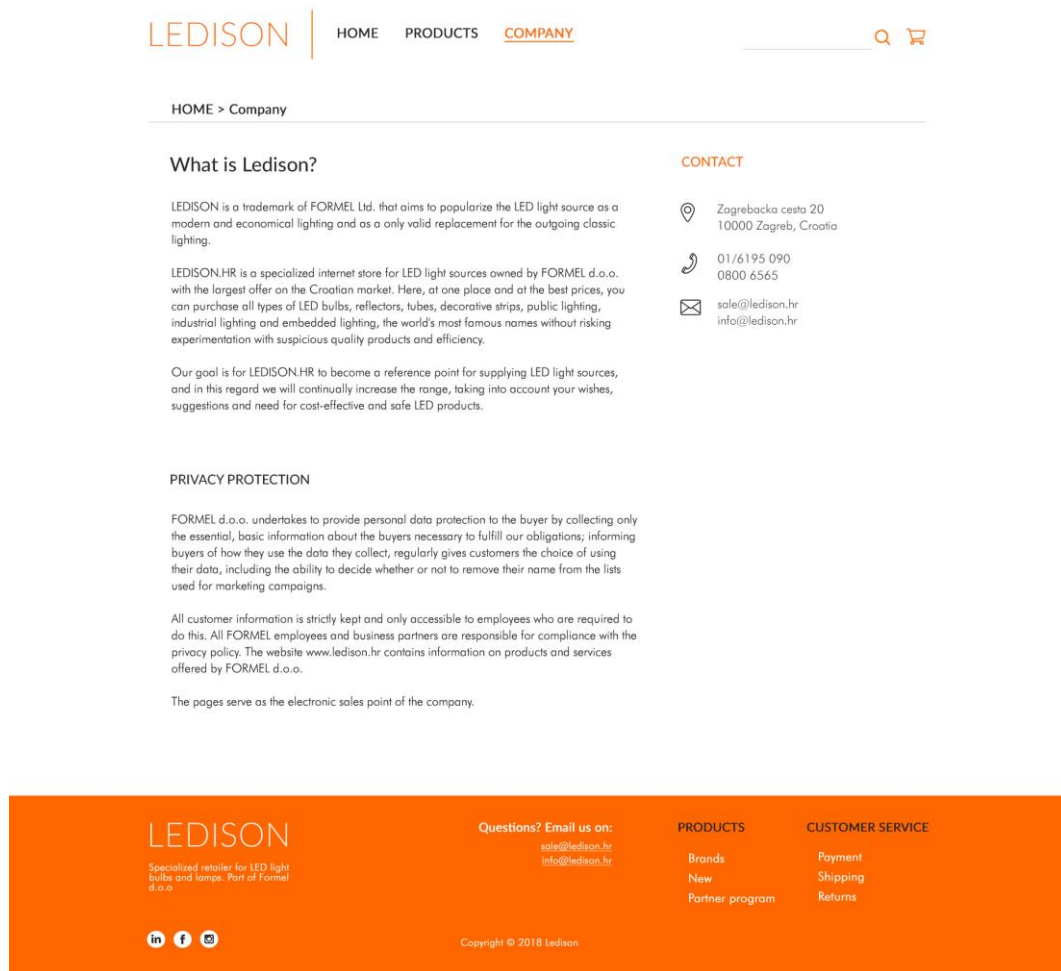 LEDISON
HOME PRODUCTS COMPANY
HOME > Company
What is Ledison?
LEDISON is a trademark of FORMEL Ltd. that aims to popularize the LED light source as a
modern and economical lighting and as a only valid replacement for the outgoing classic
lighting.
LEDISON.HR is a specialized internet store for LED light sources owned by FORMEL d.o.o.
with the largest offer on the Croatian market. Here, at one place and at the best prices, you
can purchase all types of LED bulbs, reflectors, tubes, decorative strips, public lighting,
industrial lighting and embedded lighting, the world's most famous names without risking
experimentation with suspicious quality products and efficiency.
Our goal is for LEDISON.HR to become a reference point for supplying LED light sources,
and in this regard we will continually increase the range, taking into account your wishes,
suggestions and need for cost-effective and safe LED products.
PRIVACY PROTECTION
FORMEL d.o.o. undertakes to provide personal data protection to the buyer by collecting only
the essential, basic information about the buyers necessary to fulfill our obligations; informing
buyers of how they use the data they collect, regularly gives customers the choice of using
their data, including the ability to decide whether or not to remove their name from the lists
used for marketing campaigns.
All customer information is strictly kept and only accessible to employees who are required to
do this. All FORMEL employees and business partners are responsible for compliance with the
privacy policy. The website www.ledison.hr contains information on products and services
offered by FORMEL d.o.o.
The pages serve as the electronic sales point of the company.
CONTACT
Zagrebacka cesta 20
10000 Zagreb, Croatia
01/6195 090
0800 6565
sale@ledison.hr
info@ledison.hr
LEDISON
Specialized retailer for LED light
bulbs and lamps. Part of Formel
d.o.o
in f
Questions? Email us on:
sale@ledison.hr
info@ledison.hr
PRODUCTS
Brands
New
Partner program
CUSTOMER SERVICE
Payment
Shipping
Returns
Copyright © 2018 Ledison